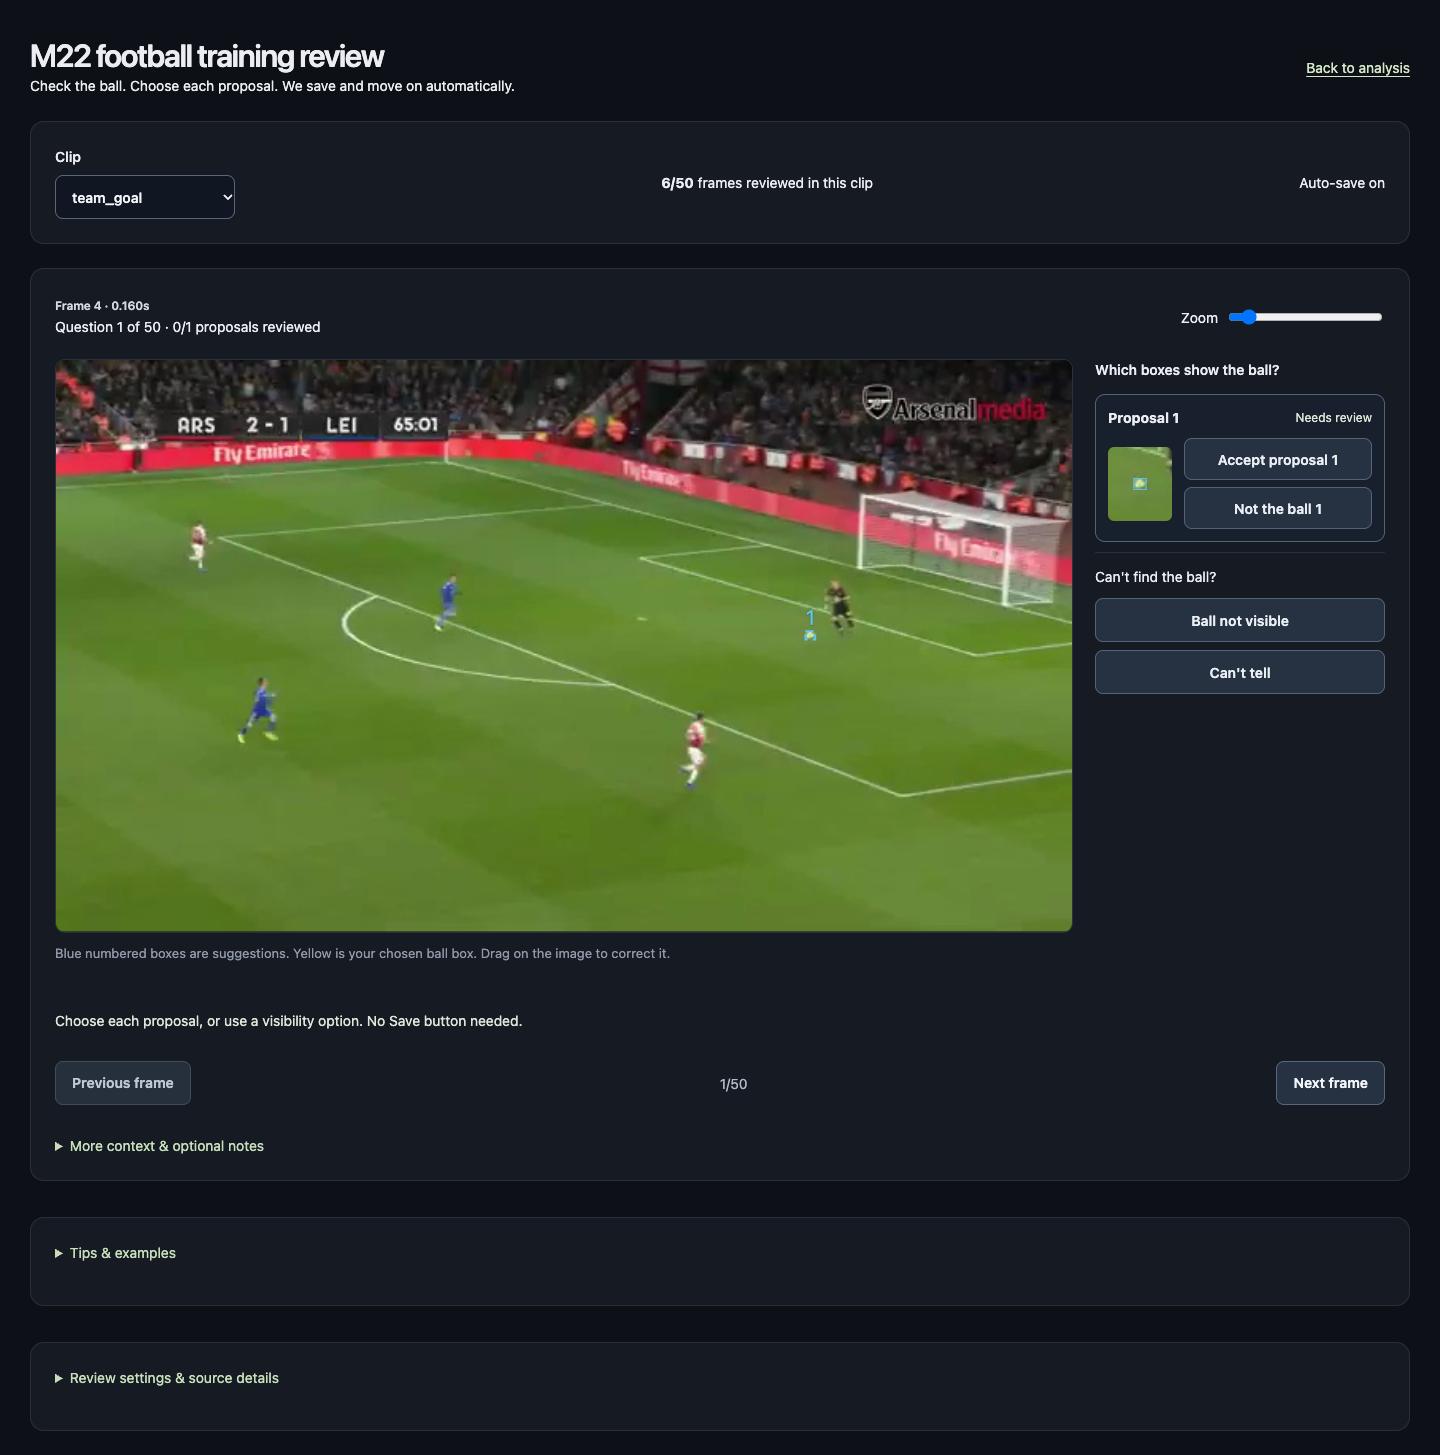 M22 football training review
Check the ball. Choose each proposal. We save and move on automatically.
Back to analysis
Clip
team_goal
6/50 frames reviewed in this clip
Auto-save on
Frame 4 · 0.160s
Question 1 of 50 · 0/1 proposals reviewed
Zoom
ARS 2 - 1 LEI 65:01
Arsenalmedia
Fly Emirates
Fly Emirates
Fly Emirates
1
Which boxes show the ball?
Proposal 1
Needs review
Accept proposal 1
Not the ball 1
Can't find the ball?
Ball not visible
Can't tell
Blue numbered boxes are suggestions. Yellow is your chosen ball box. Drag on the image to correct it.
Choose each proposal, or use a visibility option. No Save button needed.
Previous frame
1/50
Next frame
More context & optional notes
Tips & examples
Review settings & source details